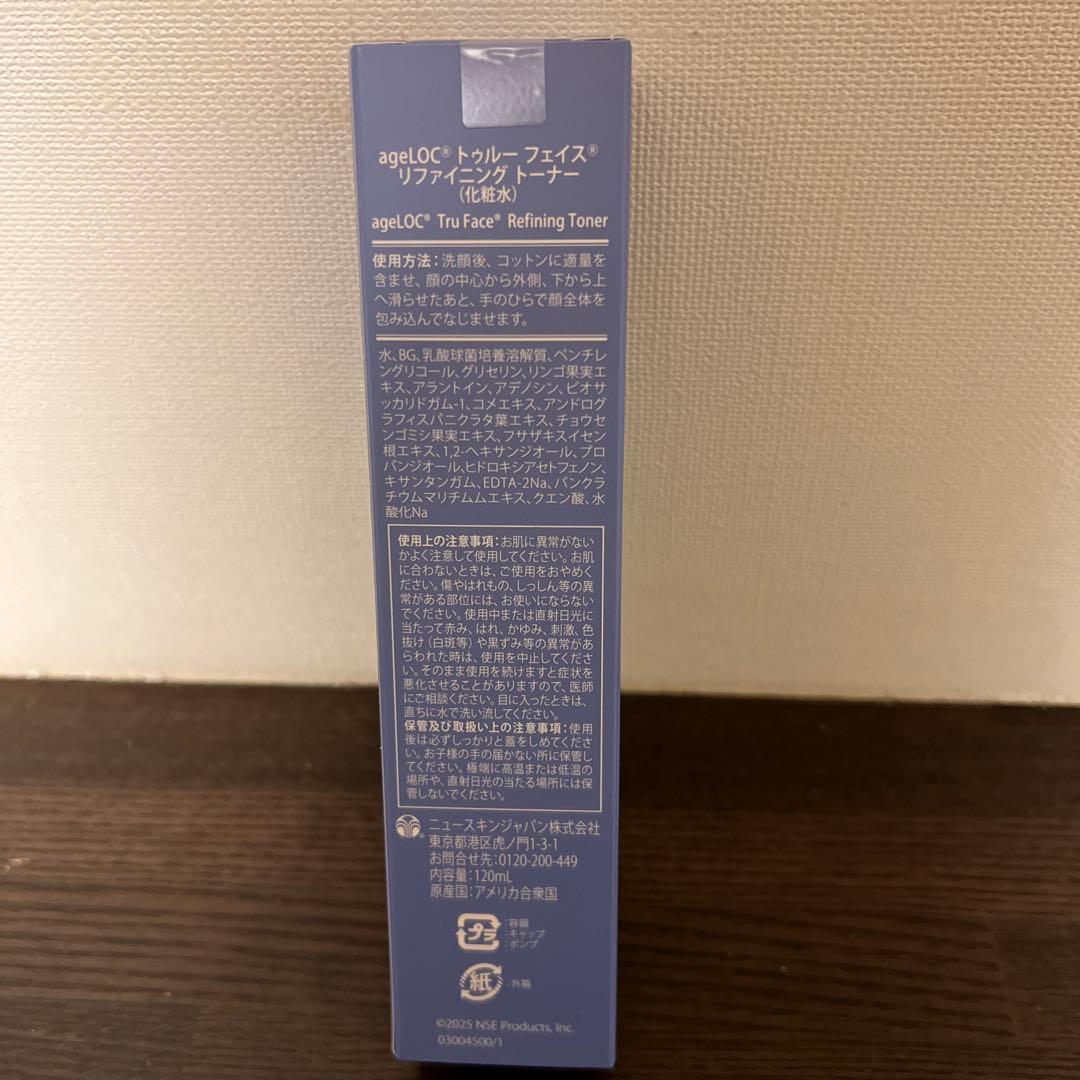 ageLOC® トゥルー フェイス®
リファイニング トーナー
(化粧水)
ageLOC® Tru Face® Refining Toner
使用方法：洗顔後、コットンに適量を
含ませ、顔の中心から外側、下から上
へ滑らせたあと、手のひらで顔全体を
包み込んでなじませます。
水、BG、乳酸球菌培養溶解質、ペンチレ
ングリコール、グリセリン、リンゴ果実エ
キス、アラントイン、アデノシン、ビオサ
ッカリドガム-1、コメエキス、アンドログ
ラフィスパニクラタ葉エキス、チョウセ
ンゴミシ果実エキス、フサザキスイセン
根エキス、1,2-ヘキサンジオール、プロ
パンジオール、ヒドロキシアセトフェノン、
キサンタンガム、EDTA-2Na、パンクラ
チウムマリチムムエキス、クエン酸、水
酸化Na
使用上の注意事項：お肌に異常がない
かよく注意して使用してください。お肌
に合わないときは、ご使用をおやめく
ださい。傷やはれもの、しっしん等の異
常がある部位には、お使いにならない
でください。使用中または直射日光に
当たって赤み、はれ、かゆみ、刺激、色
抜け（白斑等）や黒ずみ等の異常があ
らわれた時は、使用を中止してくださ
い。そのまま使用を続けますと症状を
悪化させることがありますので、医師
にご相談ください。目に入ったときは、
直ちに水で洗い流してください。
保管及び取扱い上の注意事項：使用
後は必ずしっかりと蓋をしめてくださ
い。お子様の手の届かない所に保管し
てください。極端に高温または低温の
場所や、直射日光の当たる場所には保
管しないでください。
ニュースキンジャパン株式会社
東京都港区虎ノ門1-3-1
お問合せ先：0120-200-449
内容量：120mL
原産国：アメリカ合衆国
プラ
：容器
：キャップ
：ポンプ
紙
：外箱
©2025 NSE Products, Inc.
03004500/1